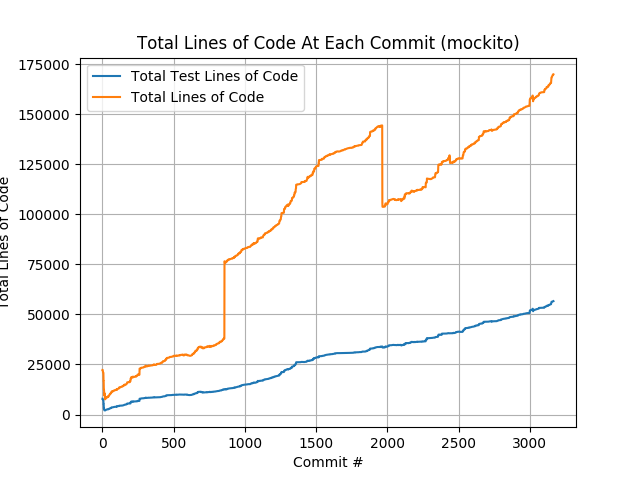 Total Lines of Code At Each Commit (mockito)
Total Test Lines of Code
Total Lines of Code
175000
150000
125000
100000
75000
50000
25000
0
Total Lines of Code
0 500 1000 1500 2000 2500 3000
Commit #